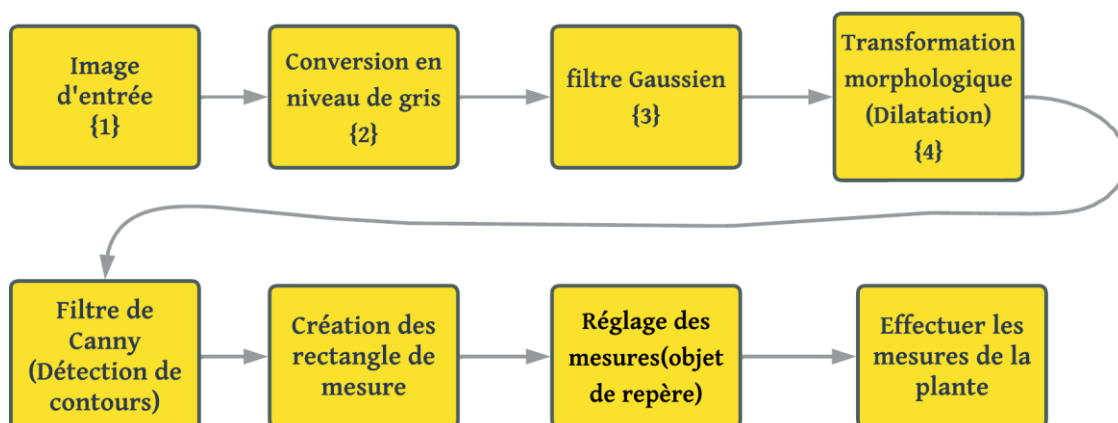 Image
d'entrée
{1}
Conversion en
niveau de gris
{2}
filtre Gaussien
{3}
Transformation
morphologique
(Dilatation)
{4}
Filtre de
Canny
(Détection de
contours)
Création des
rectangle de
mesure
Réglage des
mesures(objet
de repère)
Effectuer les
mesures de la
plante